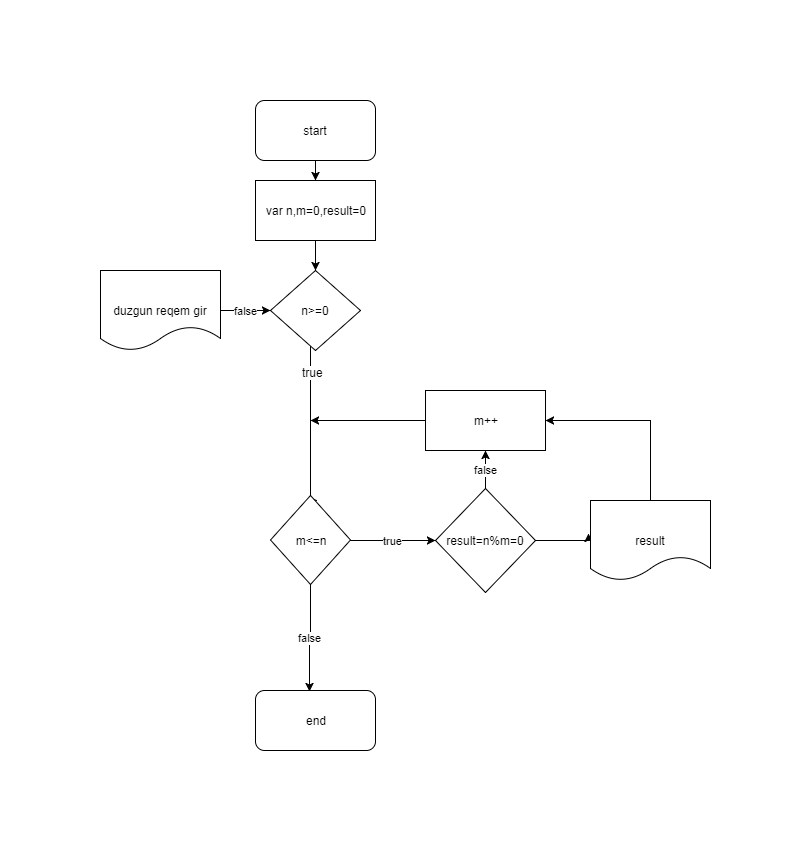 start
var n,m=0,result=0
duzgun reqem gir
false
n>=0
true
m++
false
m<=n
true
result=n%m=0
result
false
end